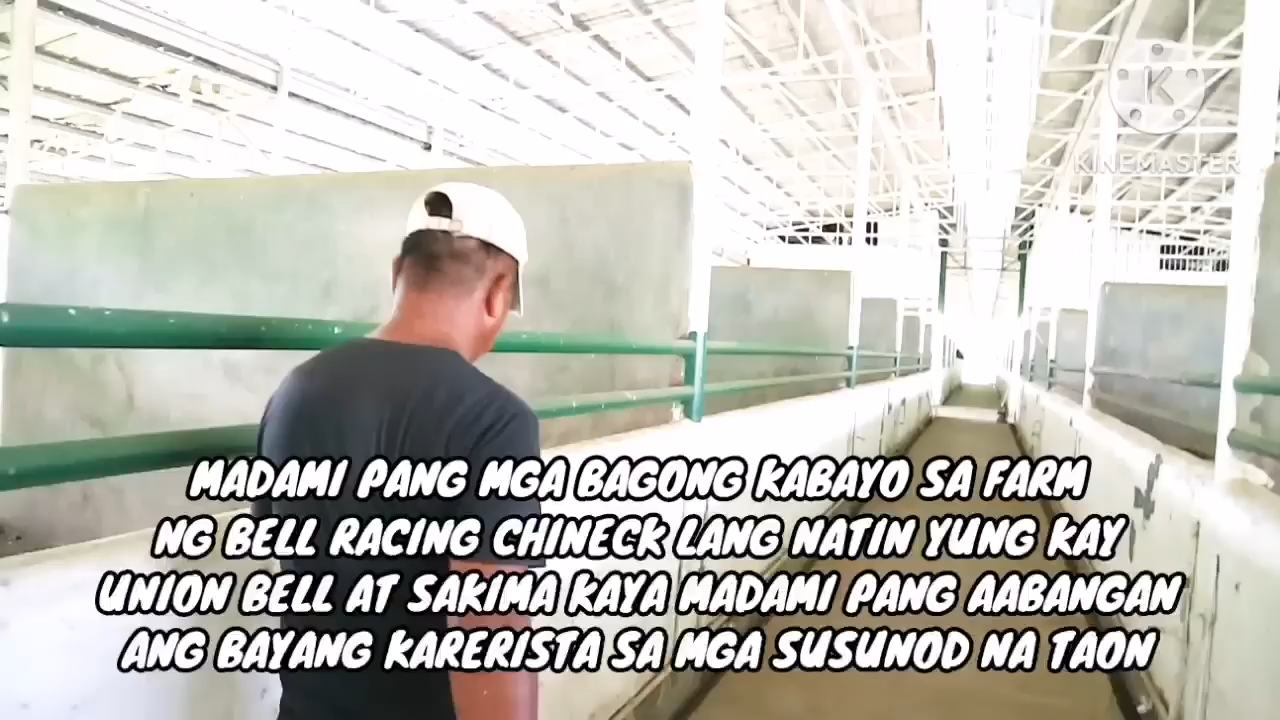 K
KINEMASTER
MADAMI PANG MGA BAGONG KABAYO SA FARM
NG BELL RACING CHINECK LANG NATIN YUNG KAY
UNION BELL AT SAKIMA KAYA MADAMI PANG AABANGAN
ANG BAYANG KARERISTA SA MGA SUSUNOD NA TAON